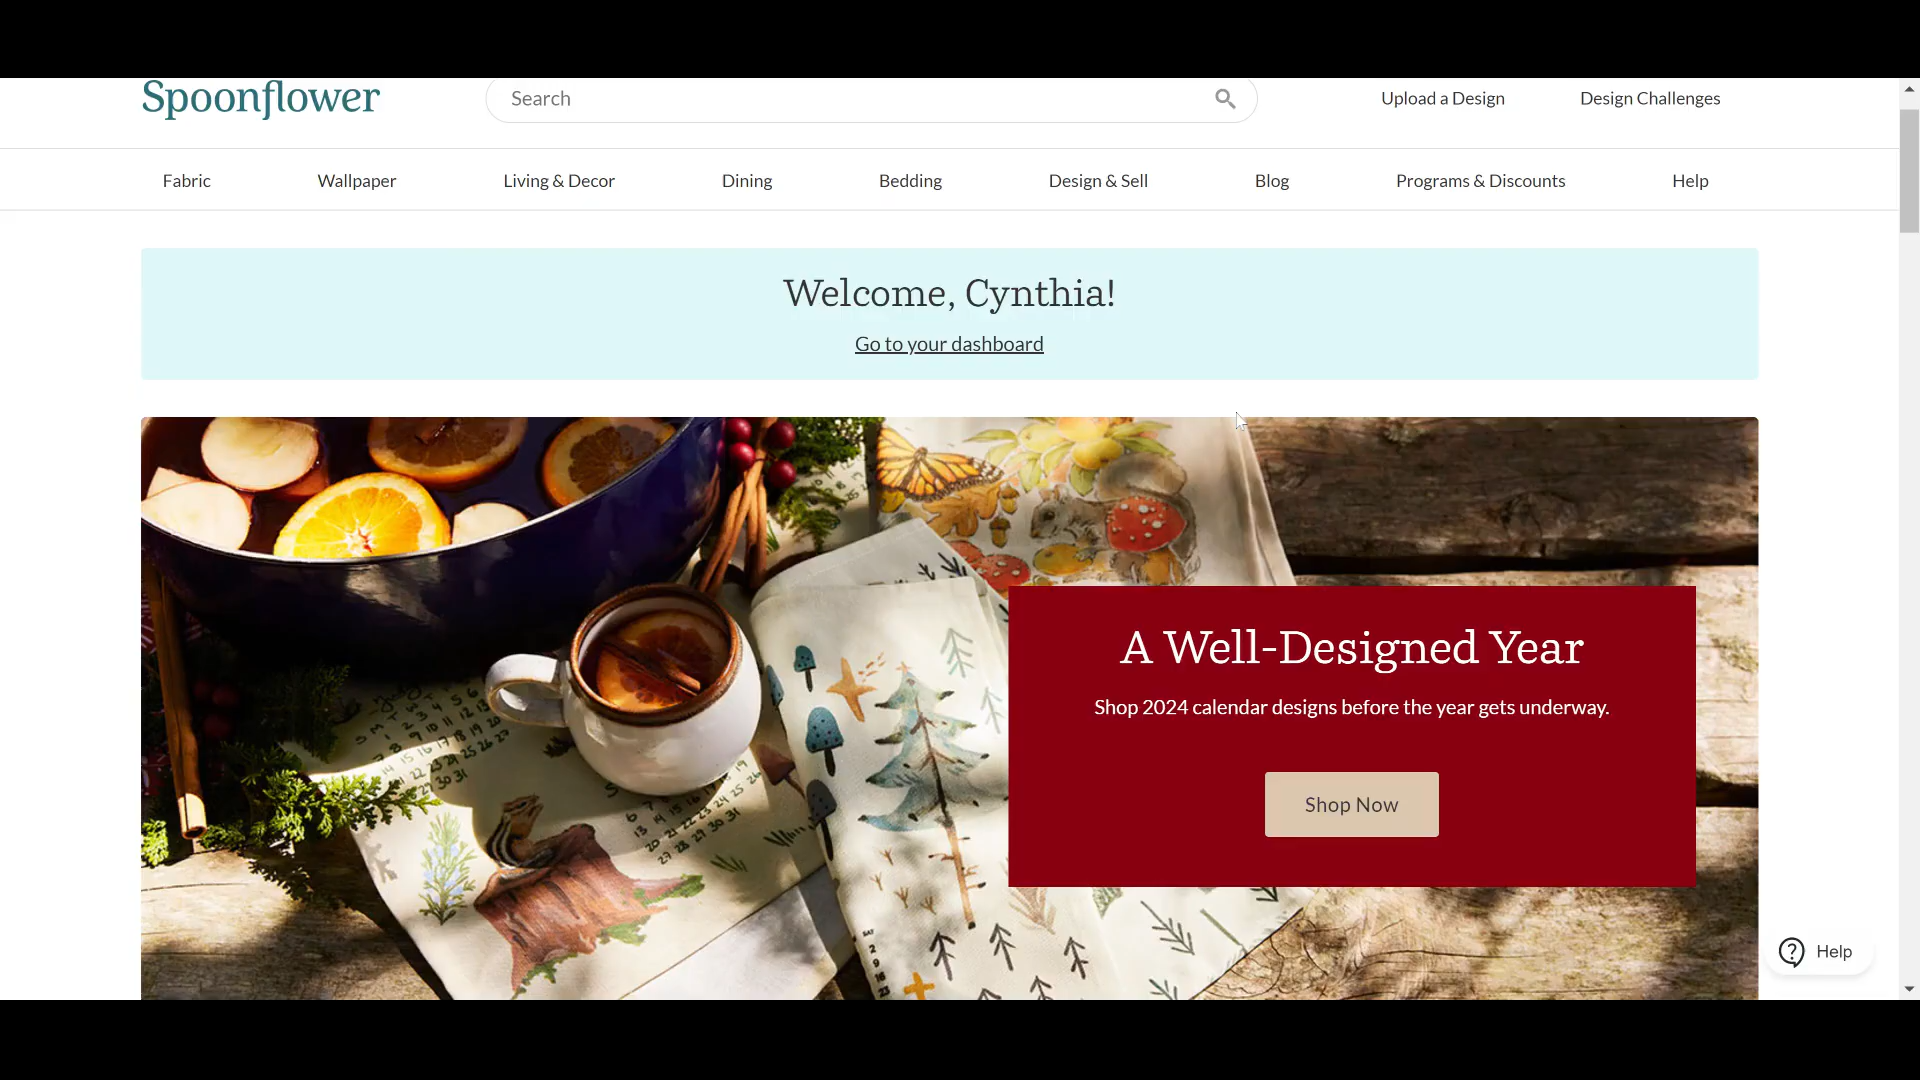 Spoonflower
Search
Upload a Design
Design Challenges
Fabric
Wallpaper
Living & Decor
Dining
Bedding
Design & Sell
Blog
Programs & Discounts
Help
Welcome, Cynthia!
Go to your dashboard
A Well-Designed Year
Shop 2024 calendar designs before the year gets underway.
Shop Now
Help